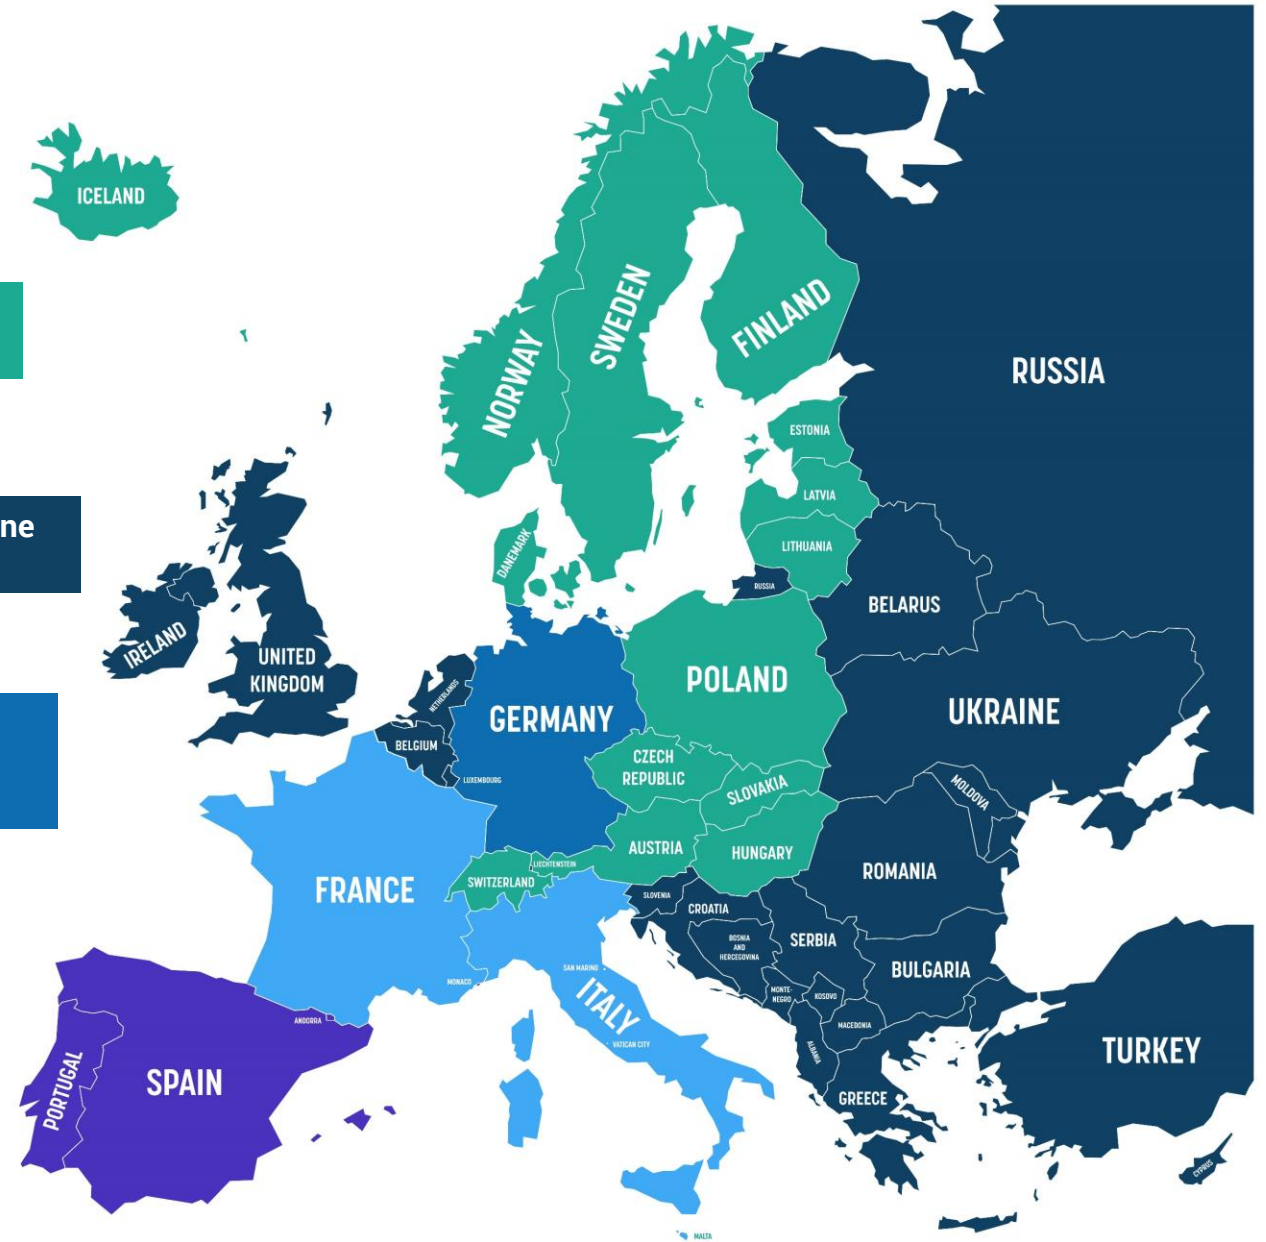 ICELAND
NORWAY
SWEDEN
FINLAND
RUSSIA
ESTONIA
LATVIA
LITHUANIA
RUSSIA
DANEMARK
ne
BELARUS
IRELAND
UNITED
KINGDOM
NETHERLANDS
BELGIUM
LUXEMBOURG
GERMANY
POLAND
UKRAINE
CZECH
REPUBLIC
SLOVAKIA
MOLDOVA
AUSTRIA
HUNGARY
LIECHTENSTEIN
SWITZERLAND
FRANCE
ROMANIA
SLOVENIA
CROATIA
BOSNIA
AND
HERCEGOVINA
SERBIA
BULGARIA
MONACO
SAN MARINO
ITALY
VATICAN CITY
MONTE-
NEGRO
KOSOVO
MACEDONIA
ALBANIA
GREECE
TURKEY
ANDORRA
PORTUGAL
SPAIN
CYPRUS
MALTA